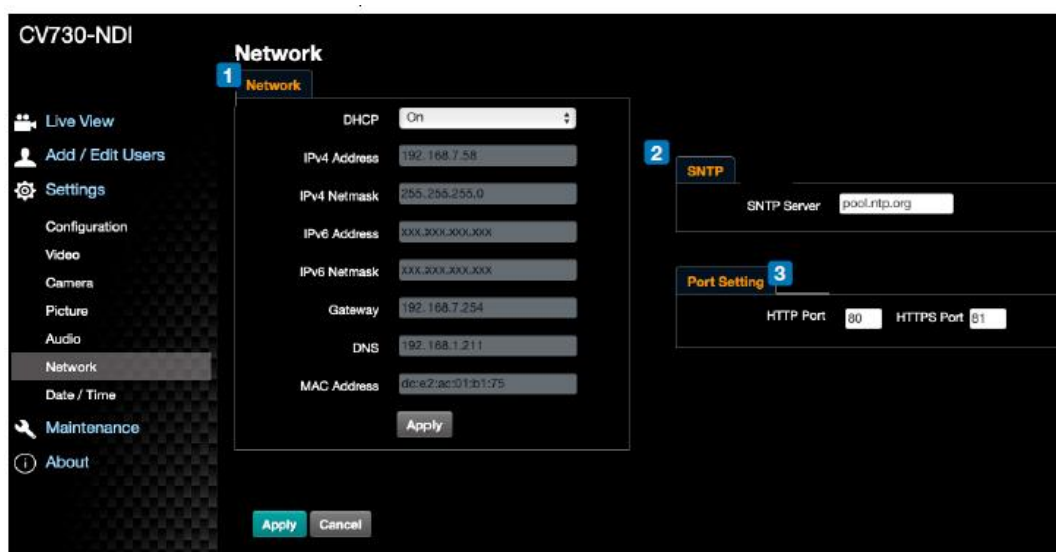 CV730-NDI
Live View
Add / Edit Users
Settings
Configuration
Video
Camera
Picture
Audio
Network
Date / Time
Maintenance
About
Network
1
Network
DHCP On
IPv4 Address 192.168.7.58
IPv4 Netmask 255.255.255.0
IPv6 Address xxx.xxx.xxx.xxx
IPv6 Netmask xxx.xxx.xxx.xxx
Gateway 192.168.7.254
DNS 192.168.1.211
MAC Address dc:e2:ac:01:b1:75
Apply
2
SNTP
SNTP Server pool.ntp.org
Port Setting 3
HTTP Port 80 HTTPS Port 81
Apply Cancel